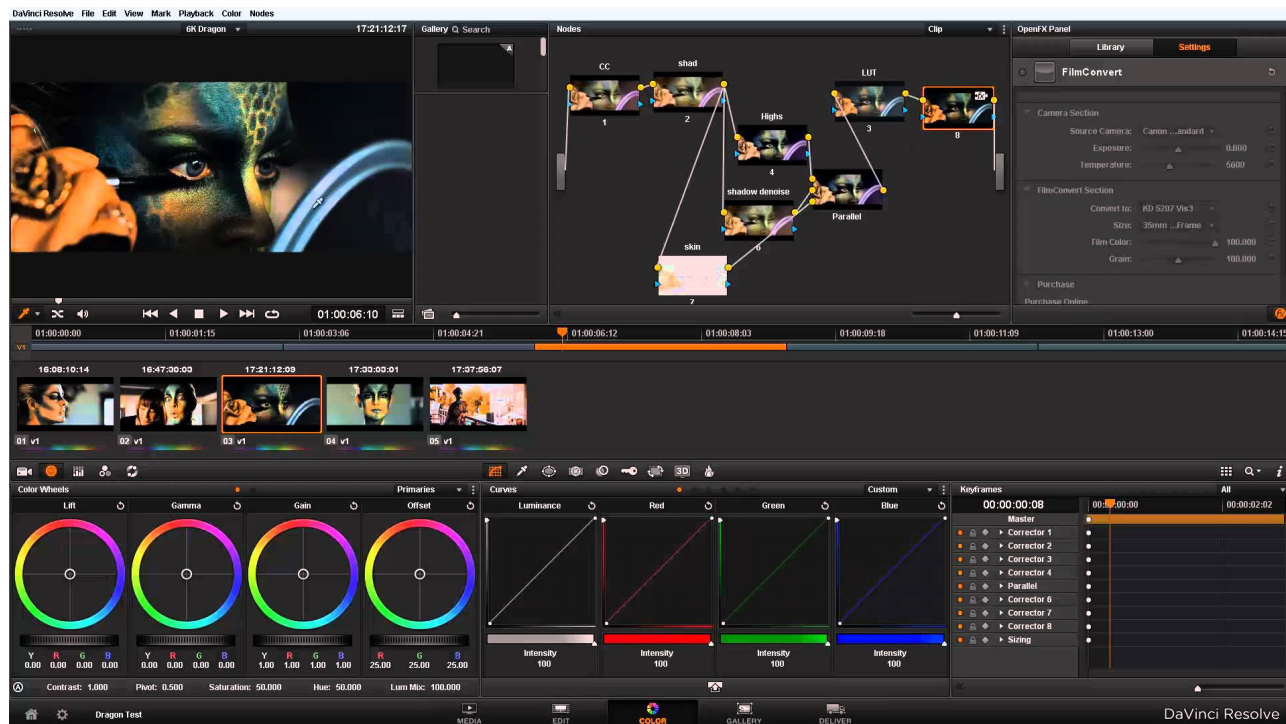 DaVinci Resolve File Edit View Mark Playback Color Nodes
6K Dragon 17:21:12:17 Gallery Search Nodes Clip OpenFX Panel
Library Settings
A
FilmConvert
CC
shad
LUT
1
2
3
8
Highs
4
shadow denoise
6
Parallel
skin
7
Camera Section
Source Camera: Canon ...andard
Exposure: 0.000
Temperature: 5600
FilmConvert Section
Convert to: KD 5207 Vis3
Size: 35mm ...Frame
Film Color: 100.000
Grain: 100.000
Purchase
Purchase Online
01:00:06:10
01:00:00:00 01:00:01:15 01:00:03:06 01:00:04:21 01:00:06:12 01:00:08:03 01:00:09:18 01:00:11:09 01:00:13:00 01:00:14:15
V1
16:08:10:14 16:47:30:03 17:21:12:09 17:33:03:01 17:37:56:07
01 v1 02 v1 03 v1 04 v1 05 v1
3D
Color Wheels Primaries Curves Custom Keyframes All
Lift Gamma Gain Offset Luminance Red Green Blue
00:00:00:08 00:00:00:00 00:00:02:02
Master
Corrector 1
Corrector 2
Corrector 3
Corrector 4
Parallel
Corrector 6
Corrector 7
Corrector 8
Sizing
Y R G B Y R G B Y R G B R G B
0.00 0.00 0.00 0.00 0.00 0.00 0.00 0.00 1.00 1.00 1.00 1.00 25.00 25.00 25.00
Intensity Intensity Intensity Intensity
100 100 100 100
A Contrast: 1.000 Pivot: 0.500 Saturation: 50.000 Hue: 50.000 Lum Mix: 100.000
Dragon Test
MEDIA EDIT COLOR GALLERY DELIVER
DaVinci Resolve